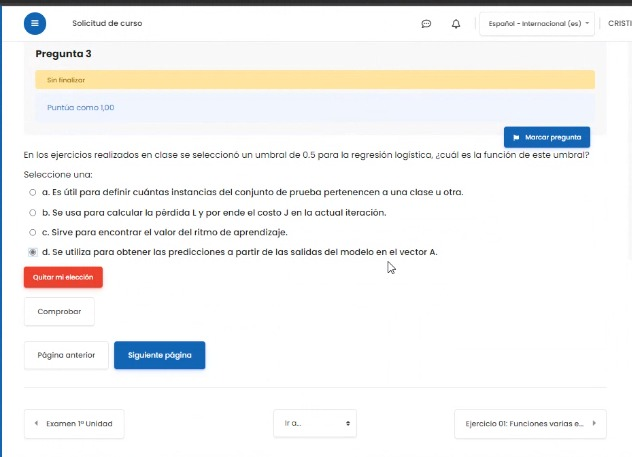 Solicitud de curso
Español - Internacional (es)
CRISTI
Pregunta 3
Sin finalizar
Puntúa como 1,00
Marcar pregunta
En los ejercicios realizados en clase se seleccionó un umbral de 0.5 para la regresión logística, ¿cuál es la función de este umbral?
Seleccione una:
a. Es útil para definir cuántas instancias del conjunto de prueba pertenencen a una clase u otra.
b. Se usa para calcular la pérdida L y por ende el costo J en la actual iteración.
c. Sirve para encontrar el valor del ritmo de aprendizaje.
d. Se utiliza para obtener las predicciones a partir de las salidas del modelo en el vector A.
Quitar mi elección
Comprobar
Página anterior
Siguiente página
Examen 1º Unidad
Ir a...
Ejercicio 01: Funciones varias e...